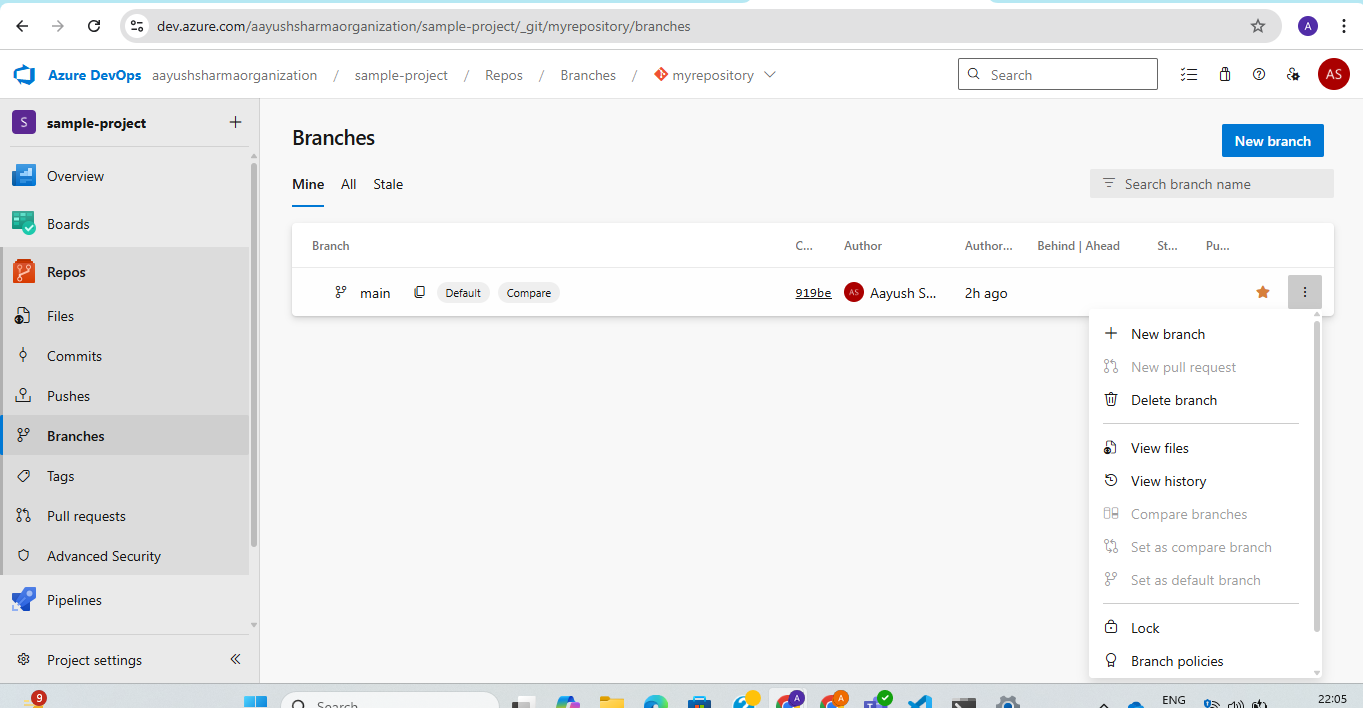 dev.azure.com/aayushsharmaorganization/sample-project/_git/myrepository/branches
A
Azure DevOps aayushsharmaorganization / sample-project / Repos / Branches / myrepository
Search
AS
S sample-project
Overview
Boards
Repos
Files
Commits
Pushes
Branches
Tags
Pull requests
Advanced Security
Pipelines
Project settings
Branches
New branch
Mine All Stale
Search branch name
Branch C... Author Author... Behind | Ahead St... Pu...
main Default Compare 919be AS Aayush S... 2h ago
New branch
New pull request
Delete branch
View files
View history
Compare branches
Set as compare branch
Set as default branch
Lock
Branch policies
9
Search
A
A
ENG
22:05